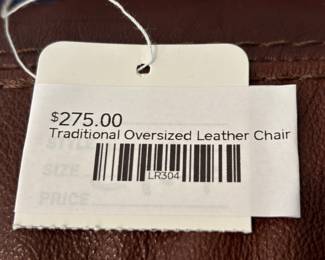 $275.00
Traditional Oversized Leather Chair
STYLE
SIZE
LR304
PRICE